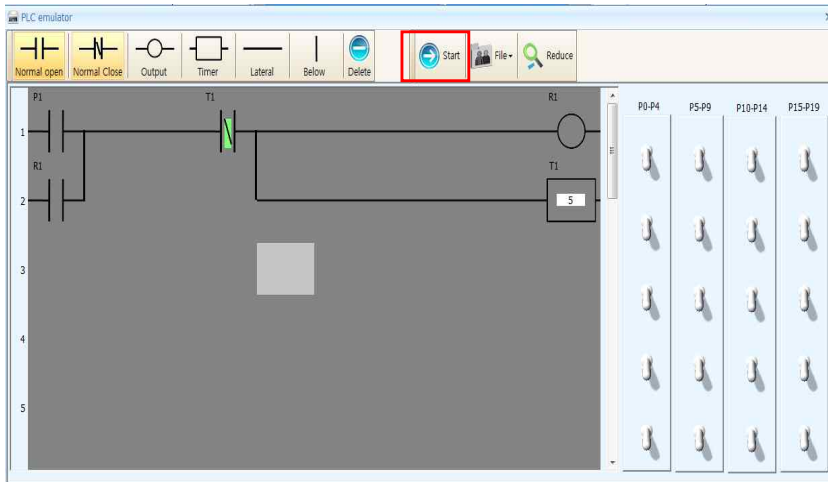 PLC emulator
Start File Reduce
Normal open Normal Close Output Timer Lateral Below Delete
P1 T1 R1 P0-P4 P5-P9 P10-P14 P15-P19
1
R1 T1
2 5
3
4
5